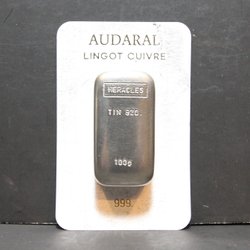 AUDARAL
LINGOT CUIVRE
HERACLES
TIN 925.
100g
999.